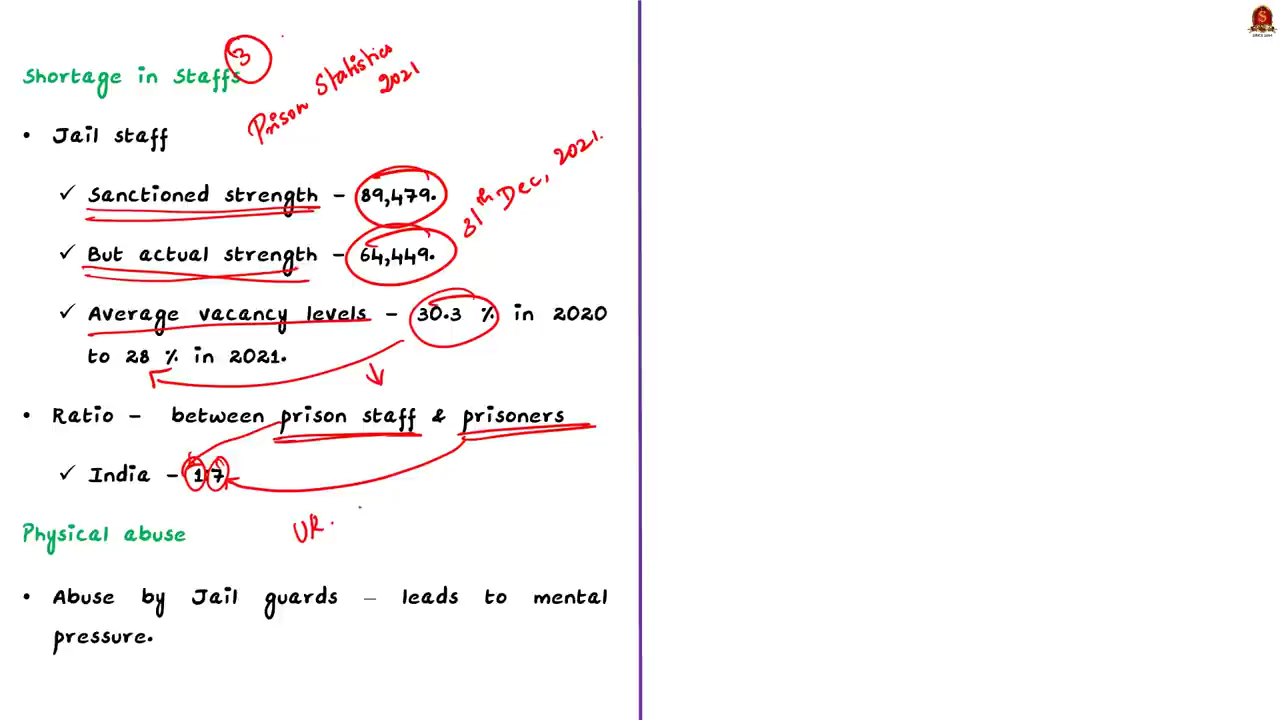 Shortage in Staffs
3
Prison Statistics
2021
• Jail staff
✓ Sanctioned strength - 89,479.
31th Dec, 2021.
✓ But actual strength - 64,449.
✓ Average vacancy levels - 30.3 % in 2020
to 28 % in 2021.
• Ratio - between prison staff & prisoners
✓ India - 1:7
UK.
Physical abuse
• Abuse by Jail guards – leads to mental
pressure.